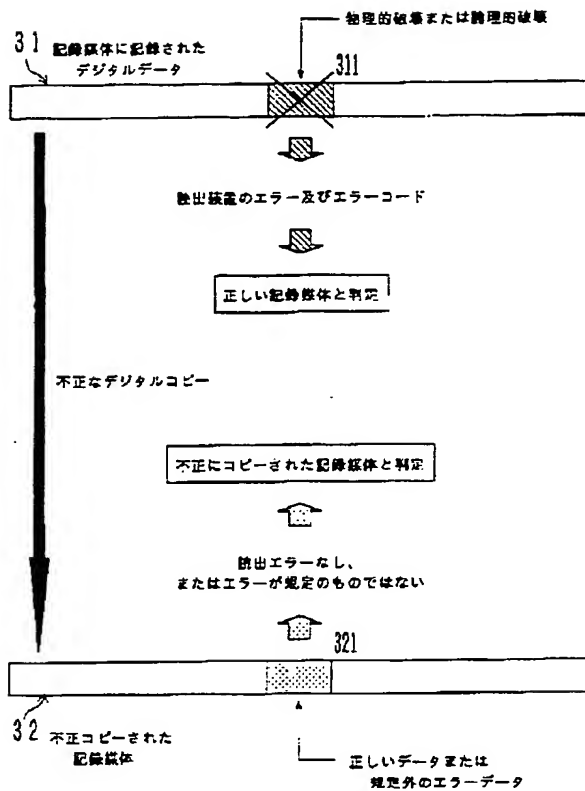 物理的破壊または論理的破壊
31 記録媒体に記録された
デジタルデータ
311
読出装置のエラー及びエラーコード
正しい記録媒体と判定
不正なデジタルコピー
不正にコピーされた記録媒体と判定
読出エラーなし、
またはエラーが規定のものではない
321
32 不正コピーされた
記録媒体
正しいデータまたは
規定外のエラーデータ